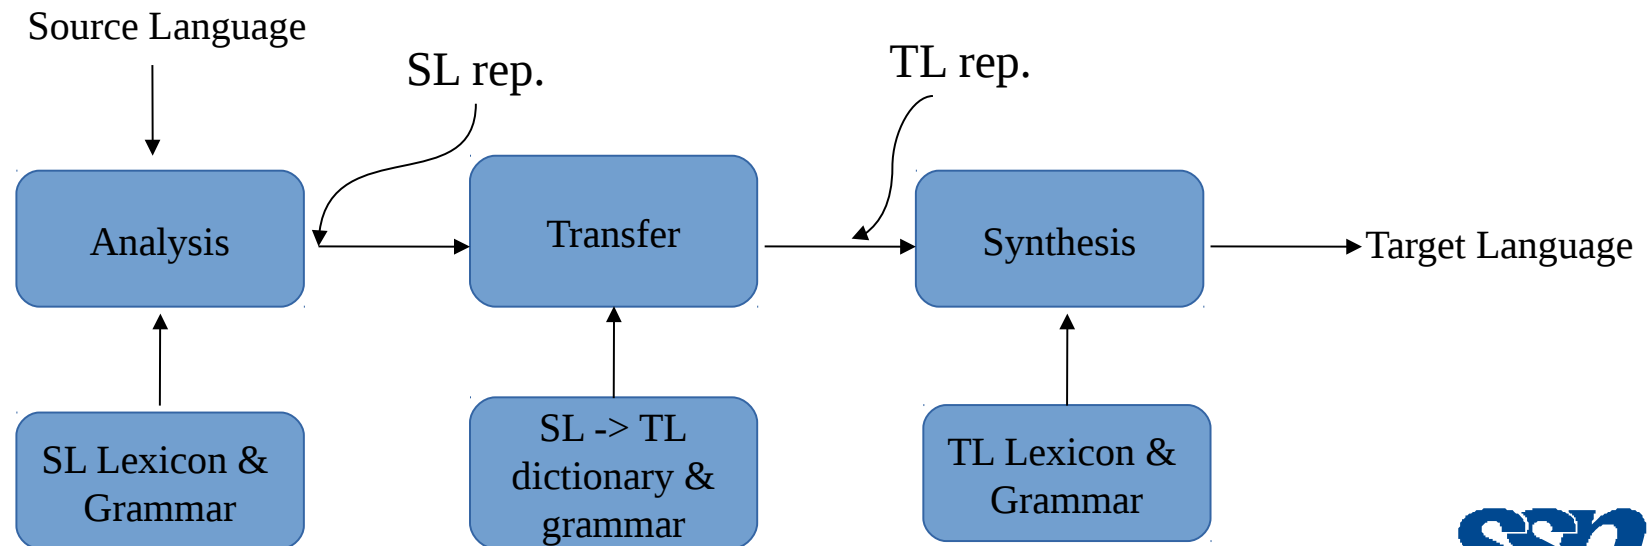 Source Language
SL rep.
TL rep.
Analysis
Transfer
Synthesis
Target Language
SL Lexicon &
Grammar
SL -> TL
dictionary &
grammar
TL Lexicon &
Grammar
ssn